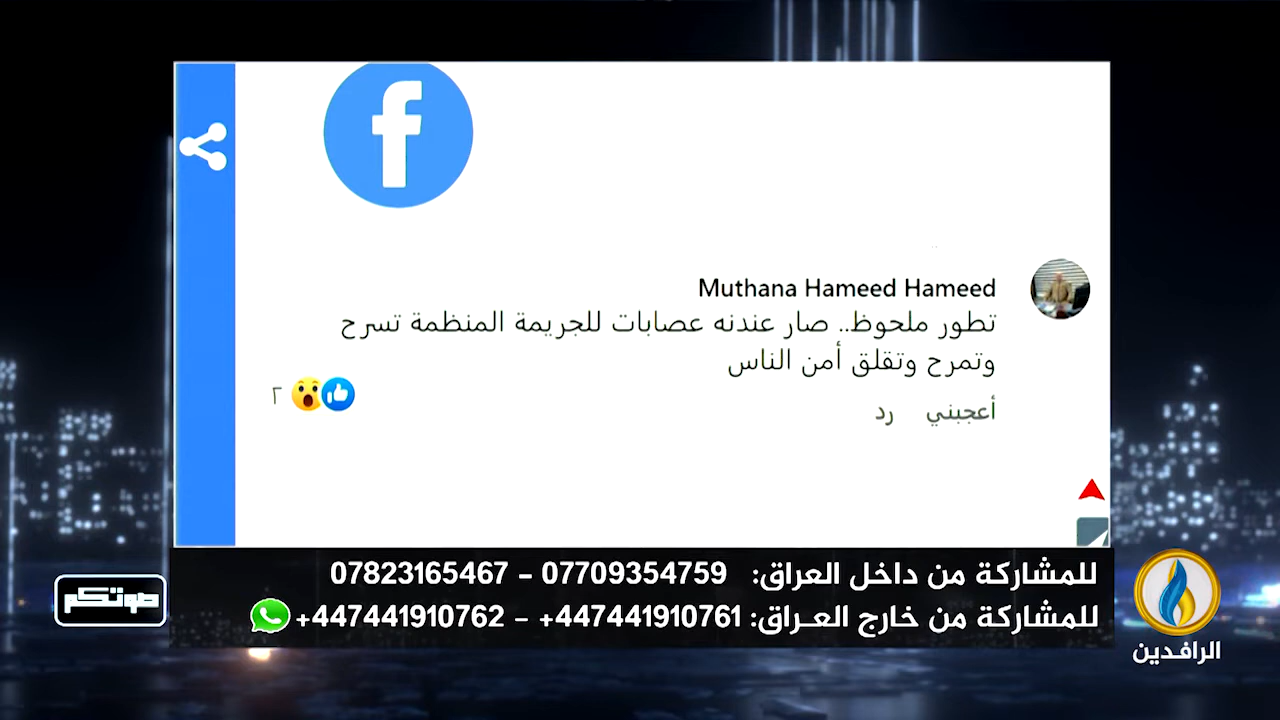 f
Muthana Hameed Hameed
تطور ملحوظ.. صار عندنه عصابات للجريمة المنظمة تسرح
وتمرح وتقلق أمن الناس
٢
أعجبني رد
للمشاركة من داخل العراق: 07709354759 - 07823165467
للمشاركة من خارج العـراق: 447441910761+ - 447441910762+
صوتكم
الرافدين